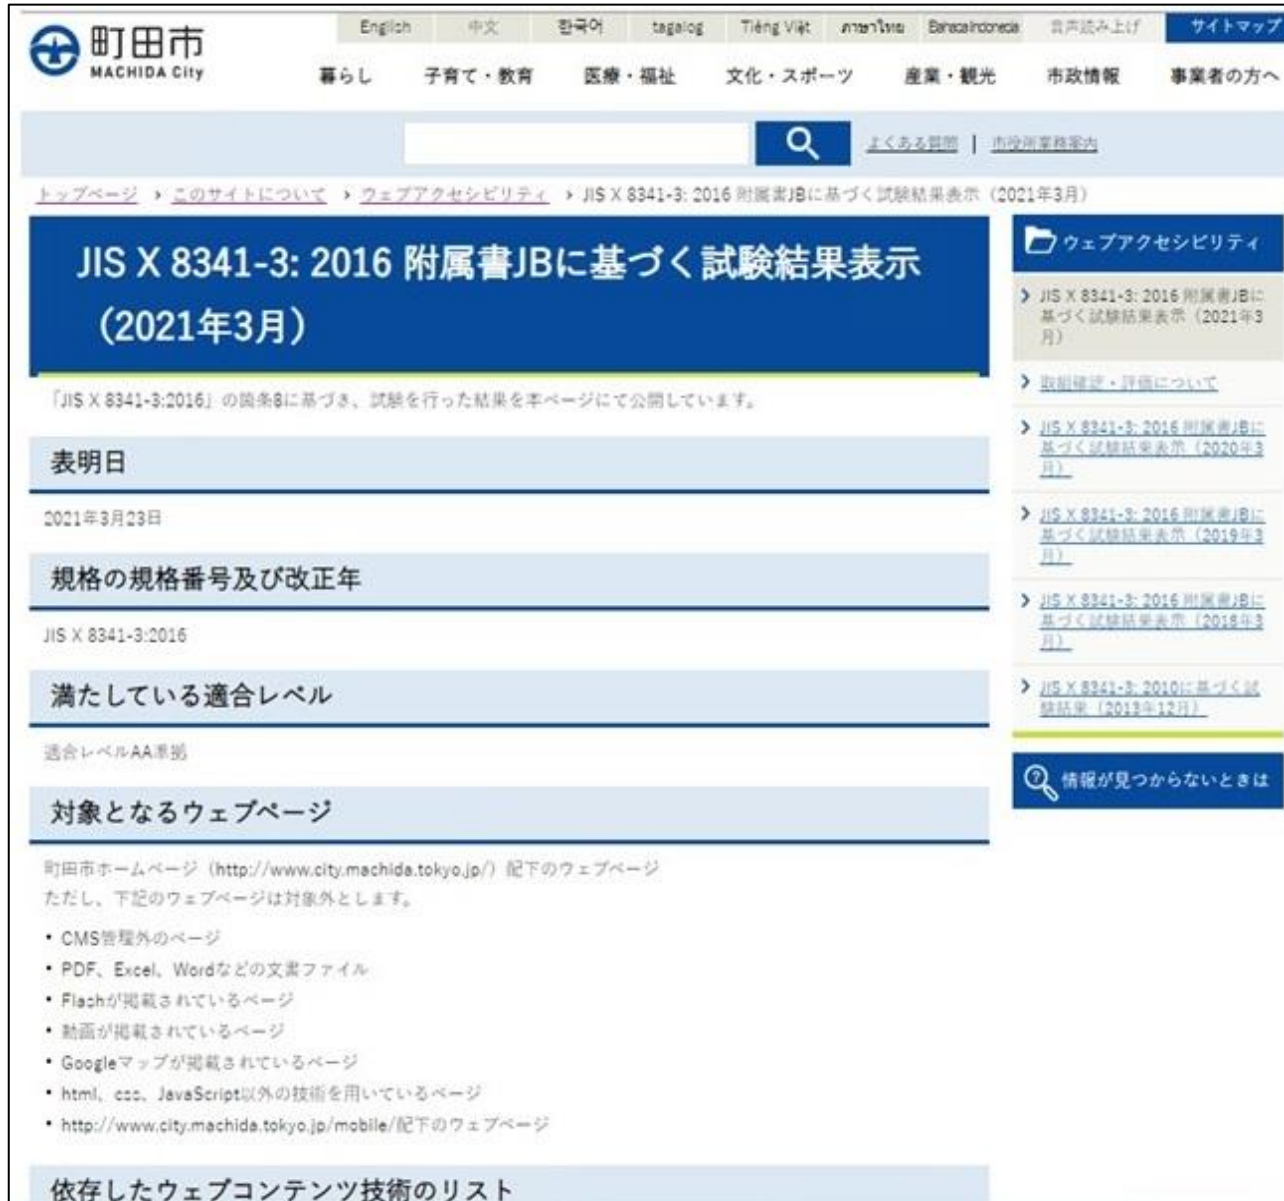 町田市
MACHIDA City
English 中文 한국어 tagalog Tiếng Việt ภาษาไทย Bahasa Indonesia 音声読み上げ サイトマップ
暮らし 子育て・教育 医療・福祉 文化・スポーツ 産業・観光 市政情報 事業者の方へ
よくある質問 | 市役所業務案内
トップページ › このサイトについて › ウェブアクセシビリティ › JIS X 8341-3: 2016 附属書JBに基づく試験結果表示（2021年3月）
JIS X 8341-3: 2016 附属書JBに基づく試験結果表示
（2021年3月）
「JIS X 8341-3:2016」の箇条8に基づき、試験を行った結果を本ページにて公開しています。
表明日
2021年3月23日
規格の規格番号及び改正年
JIS X 8341-3:2016
満たしている適合レベル
適合レベルAA準拠
対象となるウェブページ
町田市ホームページ（http://www.city.machida.tokyo.jp/）配下のウェブページ
ただし、下記のウェブページは対象外とします。
• CMS管理外のページ
• PDF、Excel、Wordなどの文書ファイル
• Flashが掲載されているページ
• 動画が掲載されているページ
• Googleマップが掲載されているページ
• html、css、JavaScript以外の技術を用いているページ
• http://www.city.machida.tokyo.jp/mobile/配下のウェブページ
依存したウェブコンテンツ技術のリスト
ウェブアクセシビリティ
JIS X 8341-3: 2016 附属書JBに
基づく試験結果表示（2021年3
月）
取組確認・評価について
JIS X 8341-3: 2016 附属書JBに
基づく試験結果表示（2020年3
月）
JIS X 8341-3: 2016 附属書JBに
基づく試験結果表示（2019年3
月）
JIS X 8341-3: 2016 附属書JBに
基づく試験結果表示（2018年3
月）
JIS X 8341-3: 2010に基づく試
験結果（2013年12月）
情報が見つからないときは